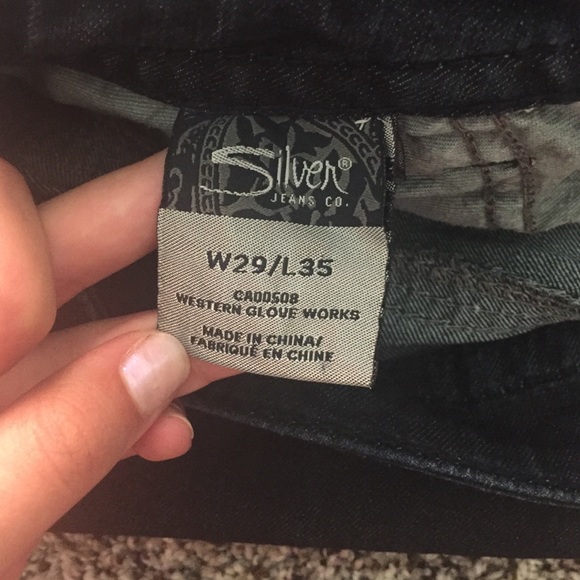 Silver®
JEANS CO.
W29/L35
CA00508
WESTERN GLOVE WORKS
MADE IN CHINA/
FABRIQUÉ EN CHINE